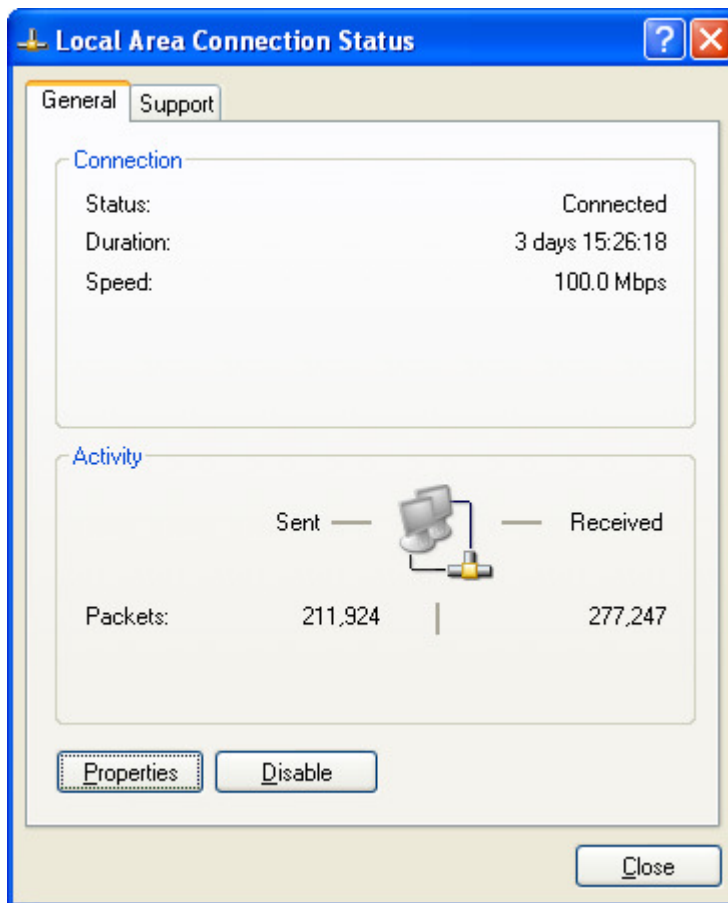 Local Area Connection Status
General Support
Connection
Status: Connected
Duration: 3 days 15:26:18
Speed: 100.0 Mbps
Activity
Sent Received
Packets: 211,924 277,247
Properties Disable
Close